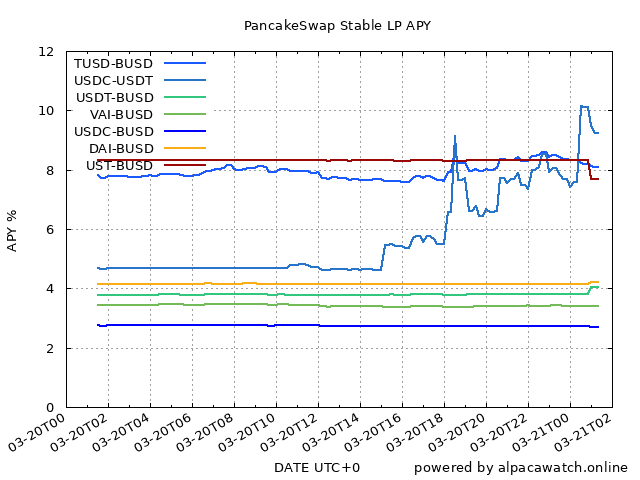 PancakeSwap Stable LP APY
12
10
8
6
4
2
0
APY %
TUSD-BUSD
USDC-USDT
USDT-BUSD
VAI-BUSD
USDC-BUSD
DAI-BUSD
UST-BUSD
03-20T00
03-20T02
03-20T04
03-20T06
03-20T08
03-20T10
03-20T12
03-20T14
03-20T16
03-20T18
03-20T20
03-20T22
03-21T00
03-21T02
DATE UTC+0
powered by alpacawatch.online